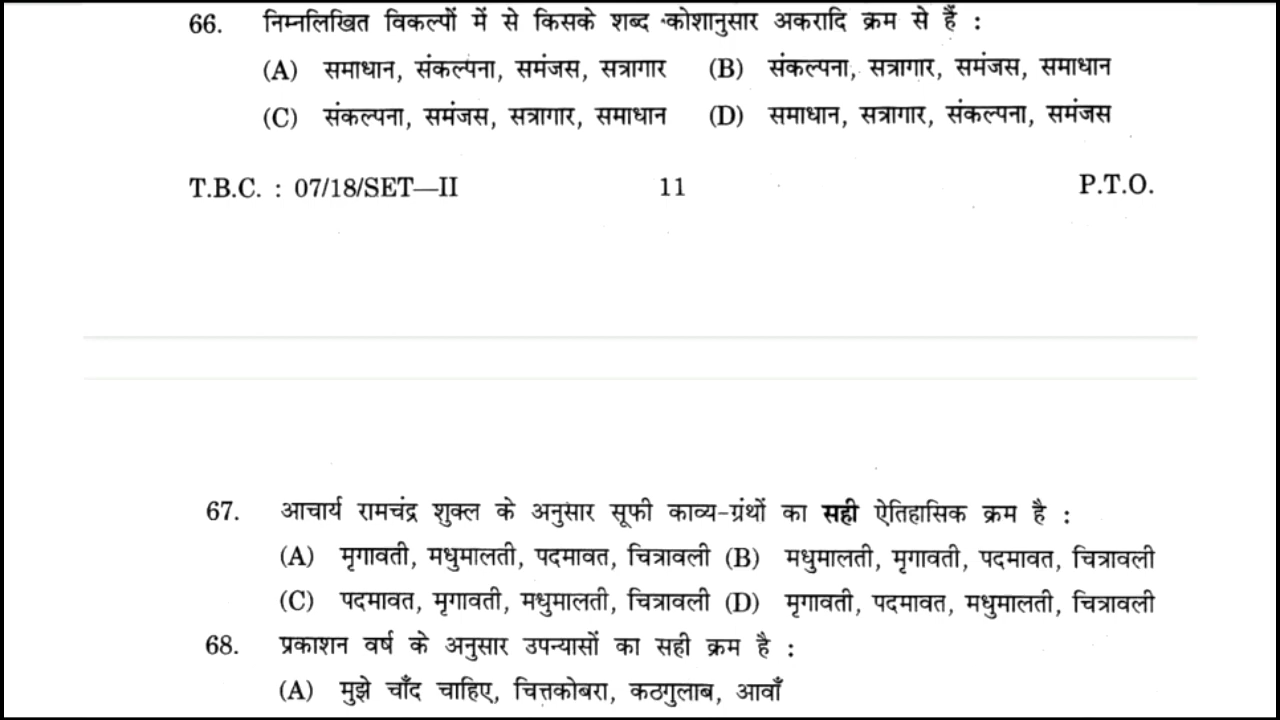 66. निम्नलिखित विकल्पों में से किसके शब्द कोशानुसार अकरादि क्रम से हैं :
(A) समाधान, संकल्पना, समंजस, सत्रागार (B) संकल्पना, सत्रागार, समंजस, समाधान
(C) संकल्पना, समंजस, सत्रागार, समाधान (D) समाधान, सत्रागार, संकल्पना, समंजस
T.B.C. : 07/18/SET—II 11 P.T.O.
67. आचार्य रामचंद्र शुक्ल के अनुसार सूफी काव्य-ग्रंथों का सही ऐतिहासिक क्रम है :
(A) मृगावती, मधुमालती, पदमावत, चित्रावली (B) मधुमालती, मृगावती, पदमावत, चित्रावली
(C) पदमावत, मृगावती, मधुमालती, चित्रावली (D) मृगावती, पदमावत, मधुमालती, चित्रावली
68. प्रकाशन वर्ष के अनुसार उपन्यासों का सही क्रम है :
(A) मुझे चाँद चाहिए, चित्तकोबरा, कठगुलाब, आवाँ